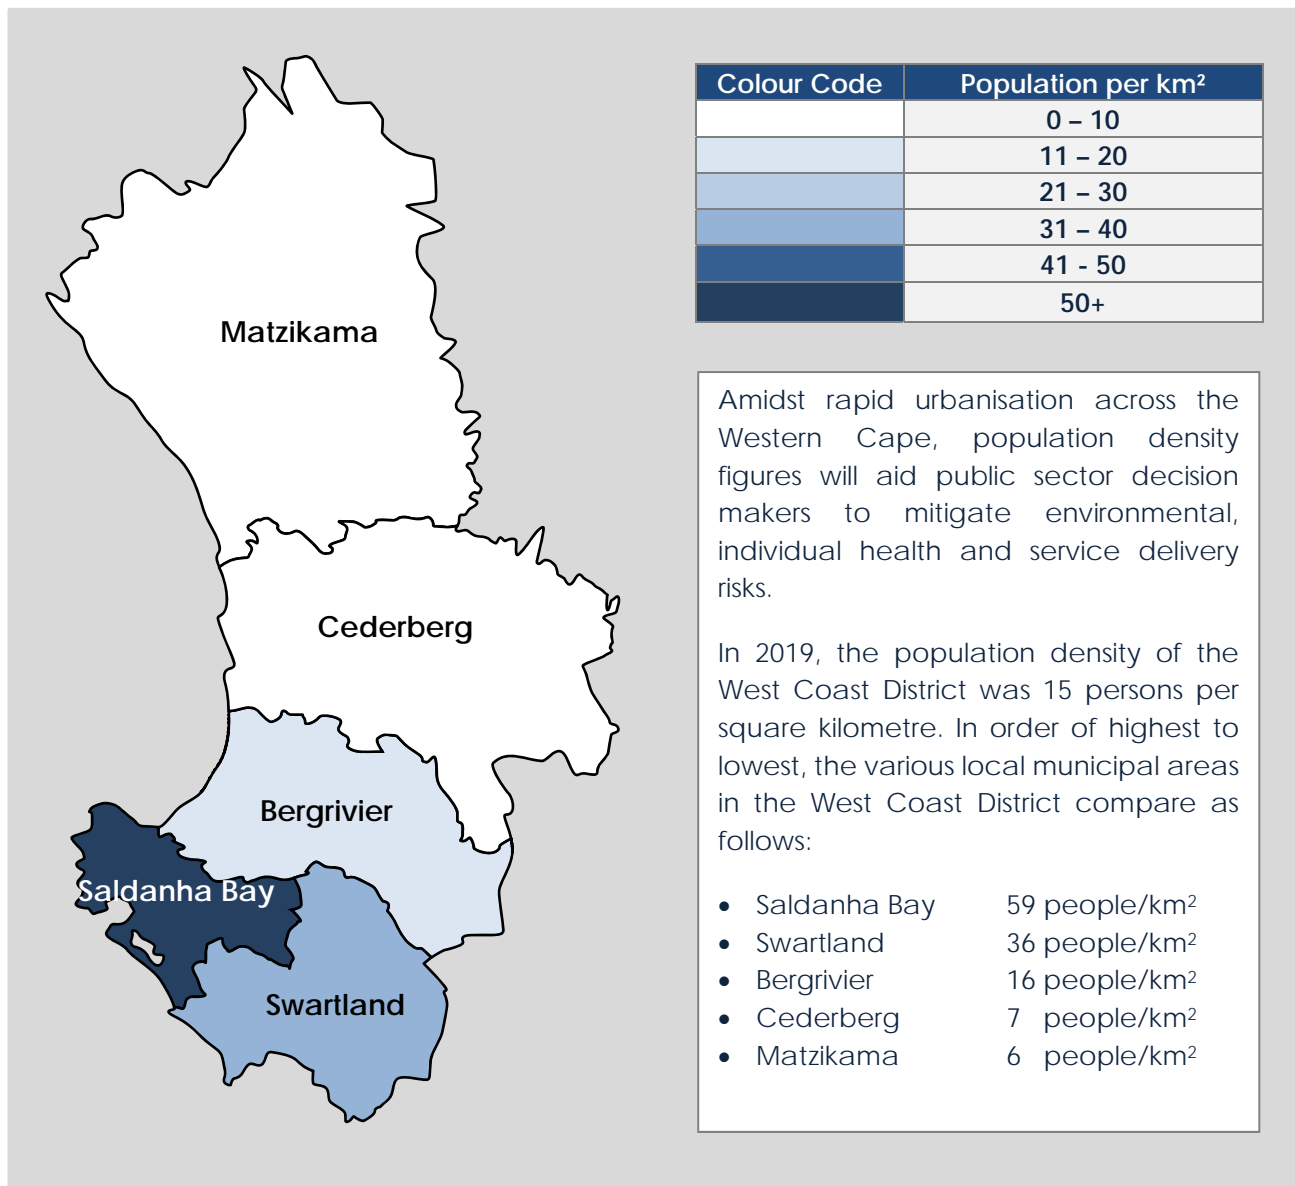 Colour Code Population per km²
0 – 10
11 – 20
21 – 30
31 – 40
41 - 50
50+
Matzikama
Cederberg
Bergrivier
Saldanha Bay
Swartland
Amidst rapid urbanisation across the
Western Cape, population density
figures will aid public sector decision
makers to mitigate environmental,
individual health and service delivery
risks.
In 2019, the population density of the
West Coast District was 15 persons per
square kilometre. In order of highest to
lowest, the various local municipal areas
in the West Coast District compare as
follows:
• Saldanha Bay 59 people/km²
• Swartland 36 people/km²
• Bergrivier 16 people/km²
• Cederberg 7 people/km²
• Matzikama 6 people/km²